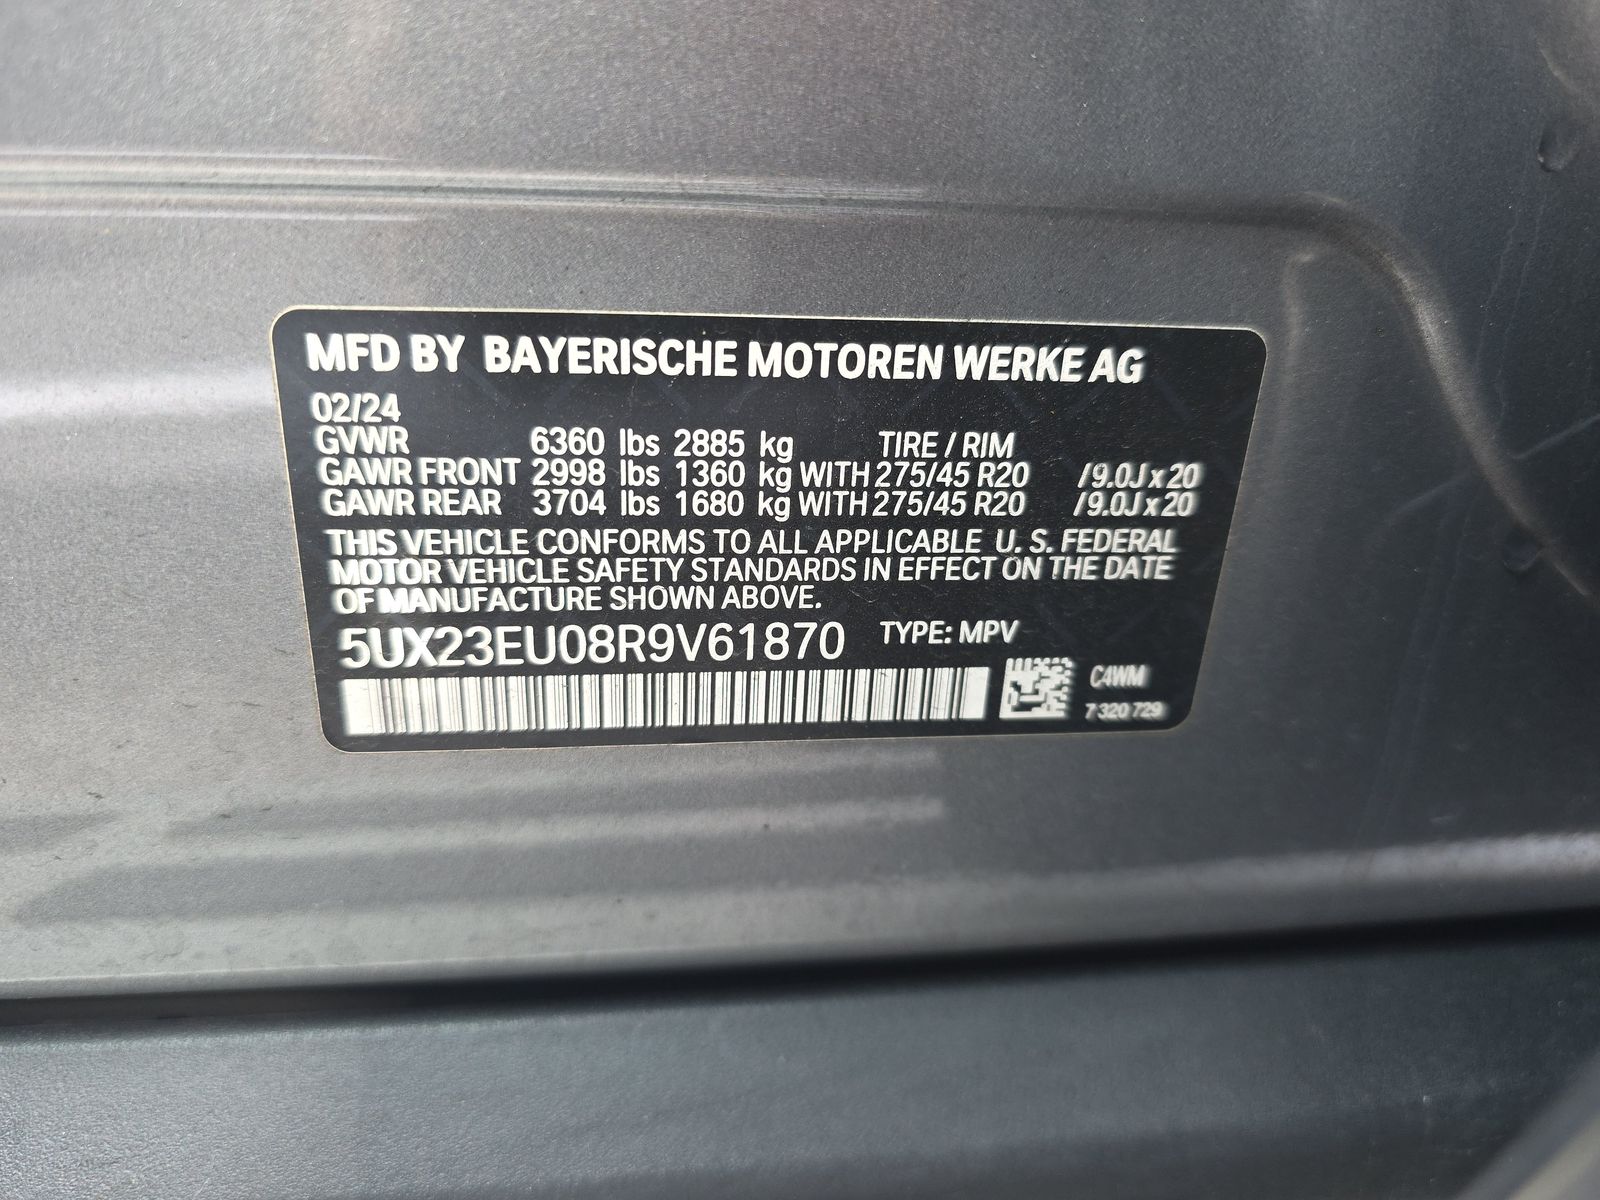 MFD BY BAYERISCHE MOTOREN WERKE AG
02/24
GVWR 6360 lbs 2885 kg TIRE / RIM
GAWR FRONT 2998 lbs 1360 kg WITH 275/45 R20 /9.0J x 20
GAWR REAR 3704 lbs 1680 kg WITH 275/45 R20 /9.0J x 20
THIS VEHICLE CONFORMS TO ALL APPLICABLE U. S. FEDERAL
MOTOR VEHICLE SAFETY STANDARDS IN EFFECT ON THE DATE
OF MANUFACTURE SHOWN ABOVE.
5UX23EU08R9V61870 TYPE: MPV
C4WM
7 320 729